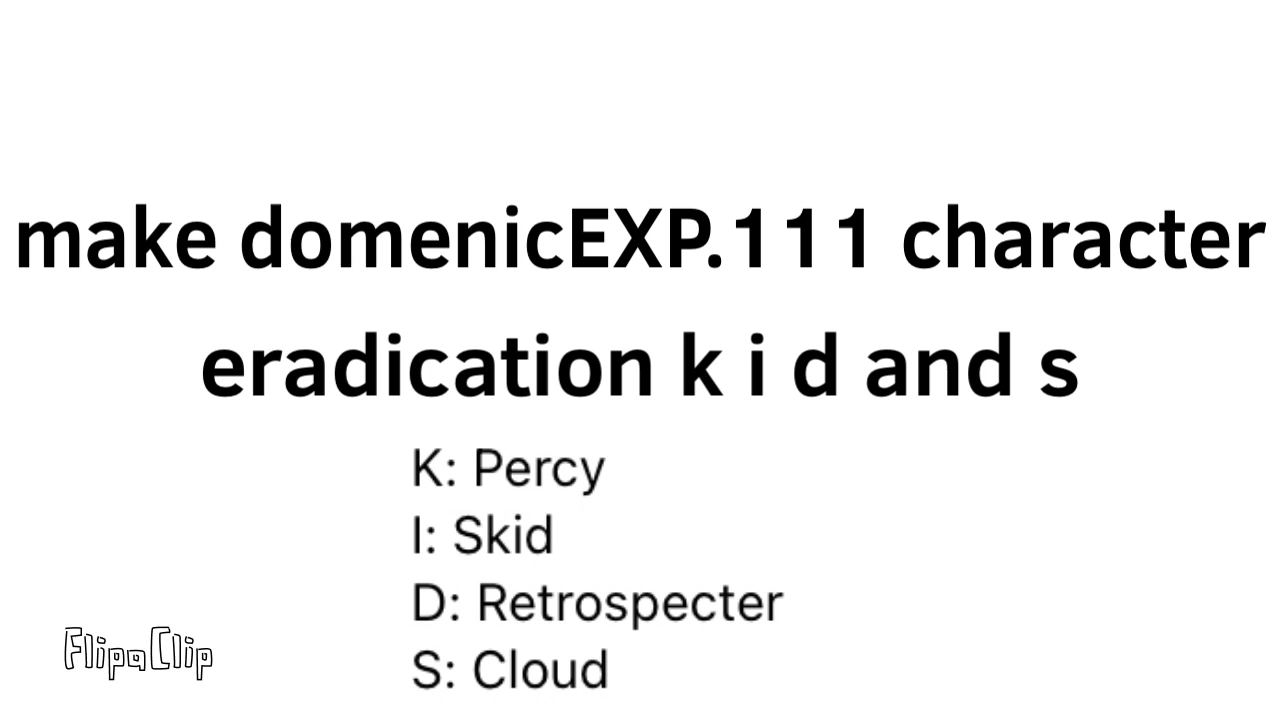 make domenicEXP.111 character
eradication k i d and s
K: Percy
I: Skid
D: Retrospecter
S: Cloud
FlipaClip